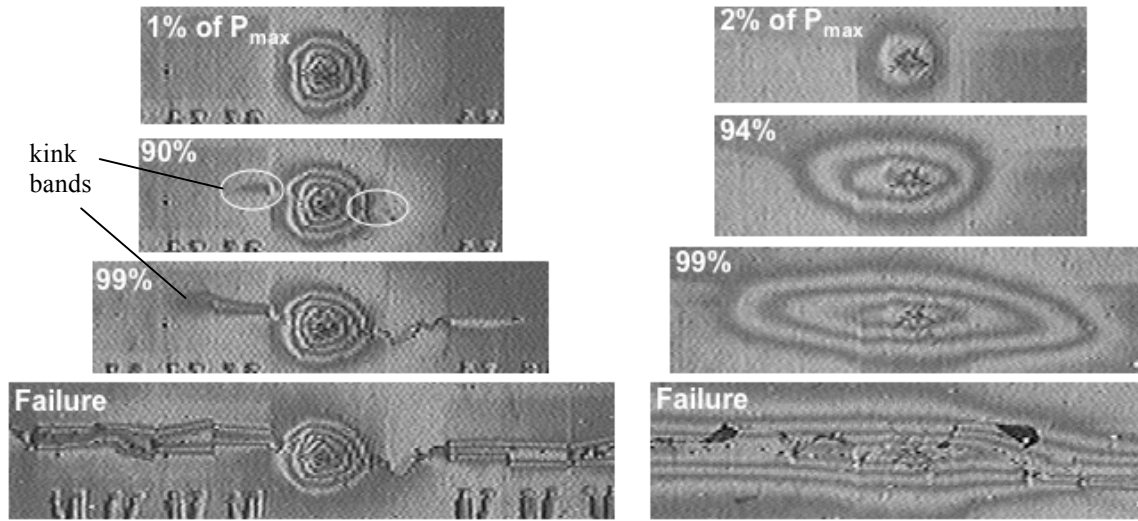 1% of Pmax
90%
kink
bands
99%
Failure
2% of Pmax
94%
99%
Failure